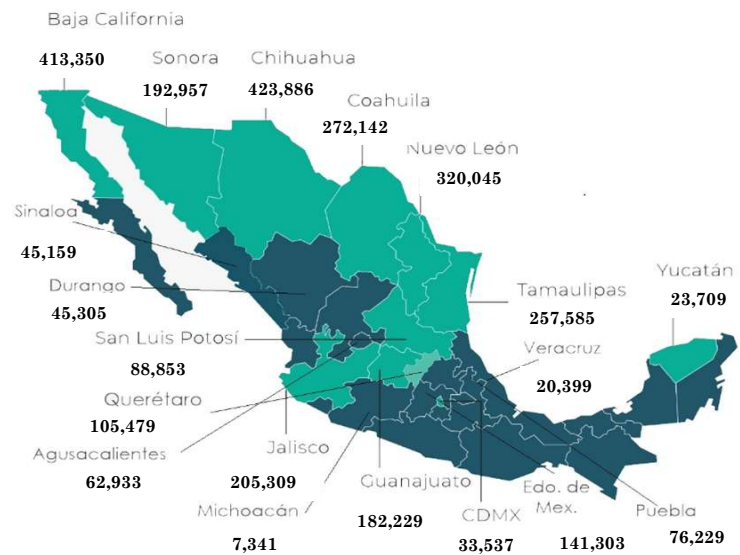 Baja California
413,350
Sonora
192,957
Chihuahua
423,886
Coahuila
272,142
Nuevo León
320,045
Sinaloa
45,159
Durango
45,305
San Luis Potosí
88,853
Querétaro
105,479
Agusacalientes
62,933
Jalisco
205,309
Michoacán
7,341
Guanajuato
182,229
CDMX
33,537
Edo. de
Mex.
141,303
Puebla
76,229
Veracruz
20,399
Tamaulipas
257,585
Yucatán
23,709